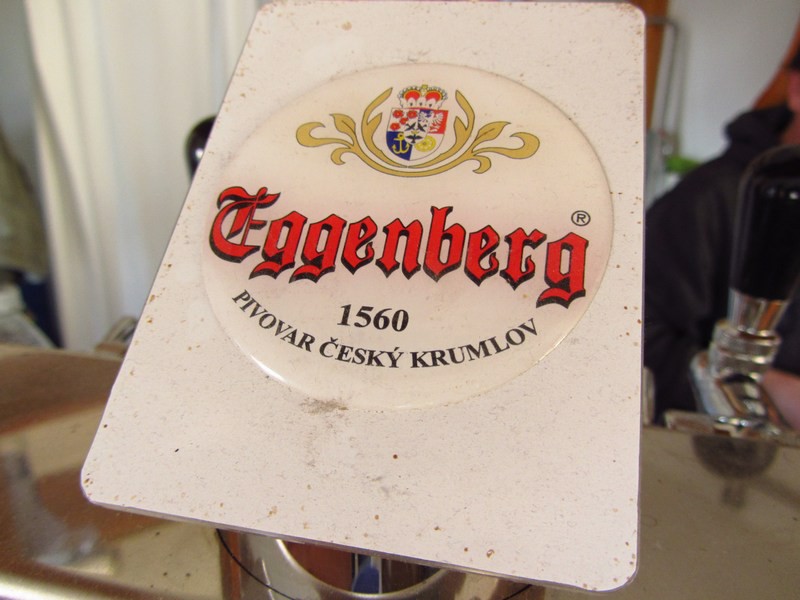 Eggenberg®
1560
PIVOVAR ČESKÝ KRUMLOV